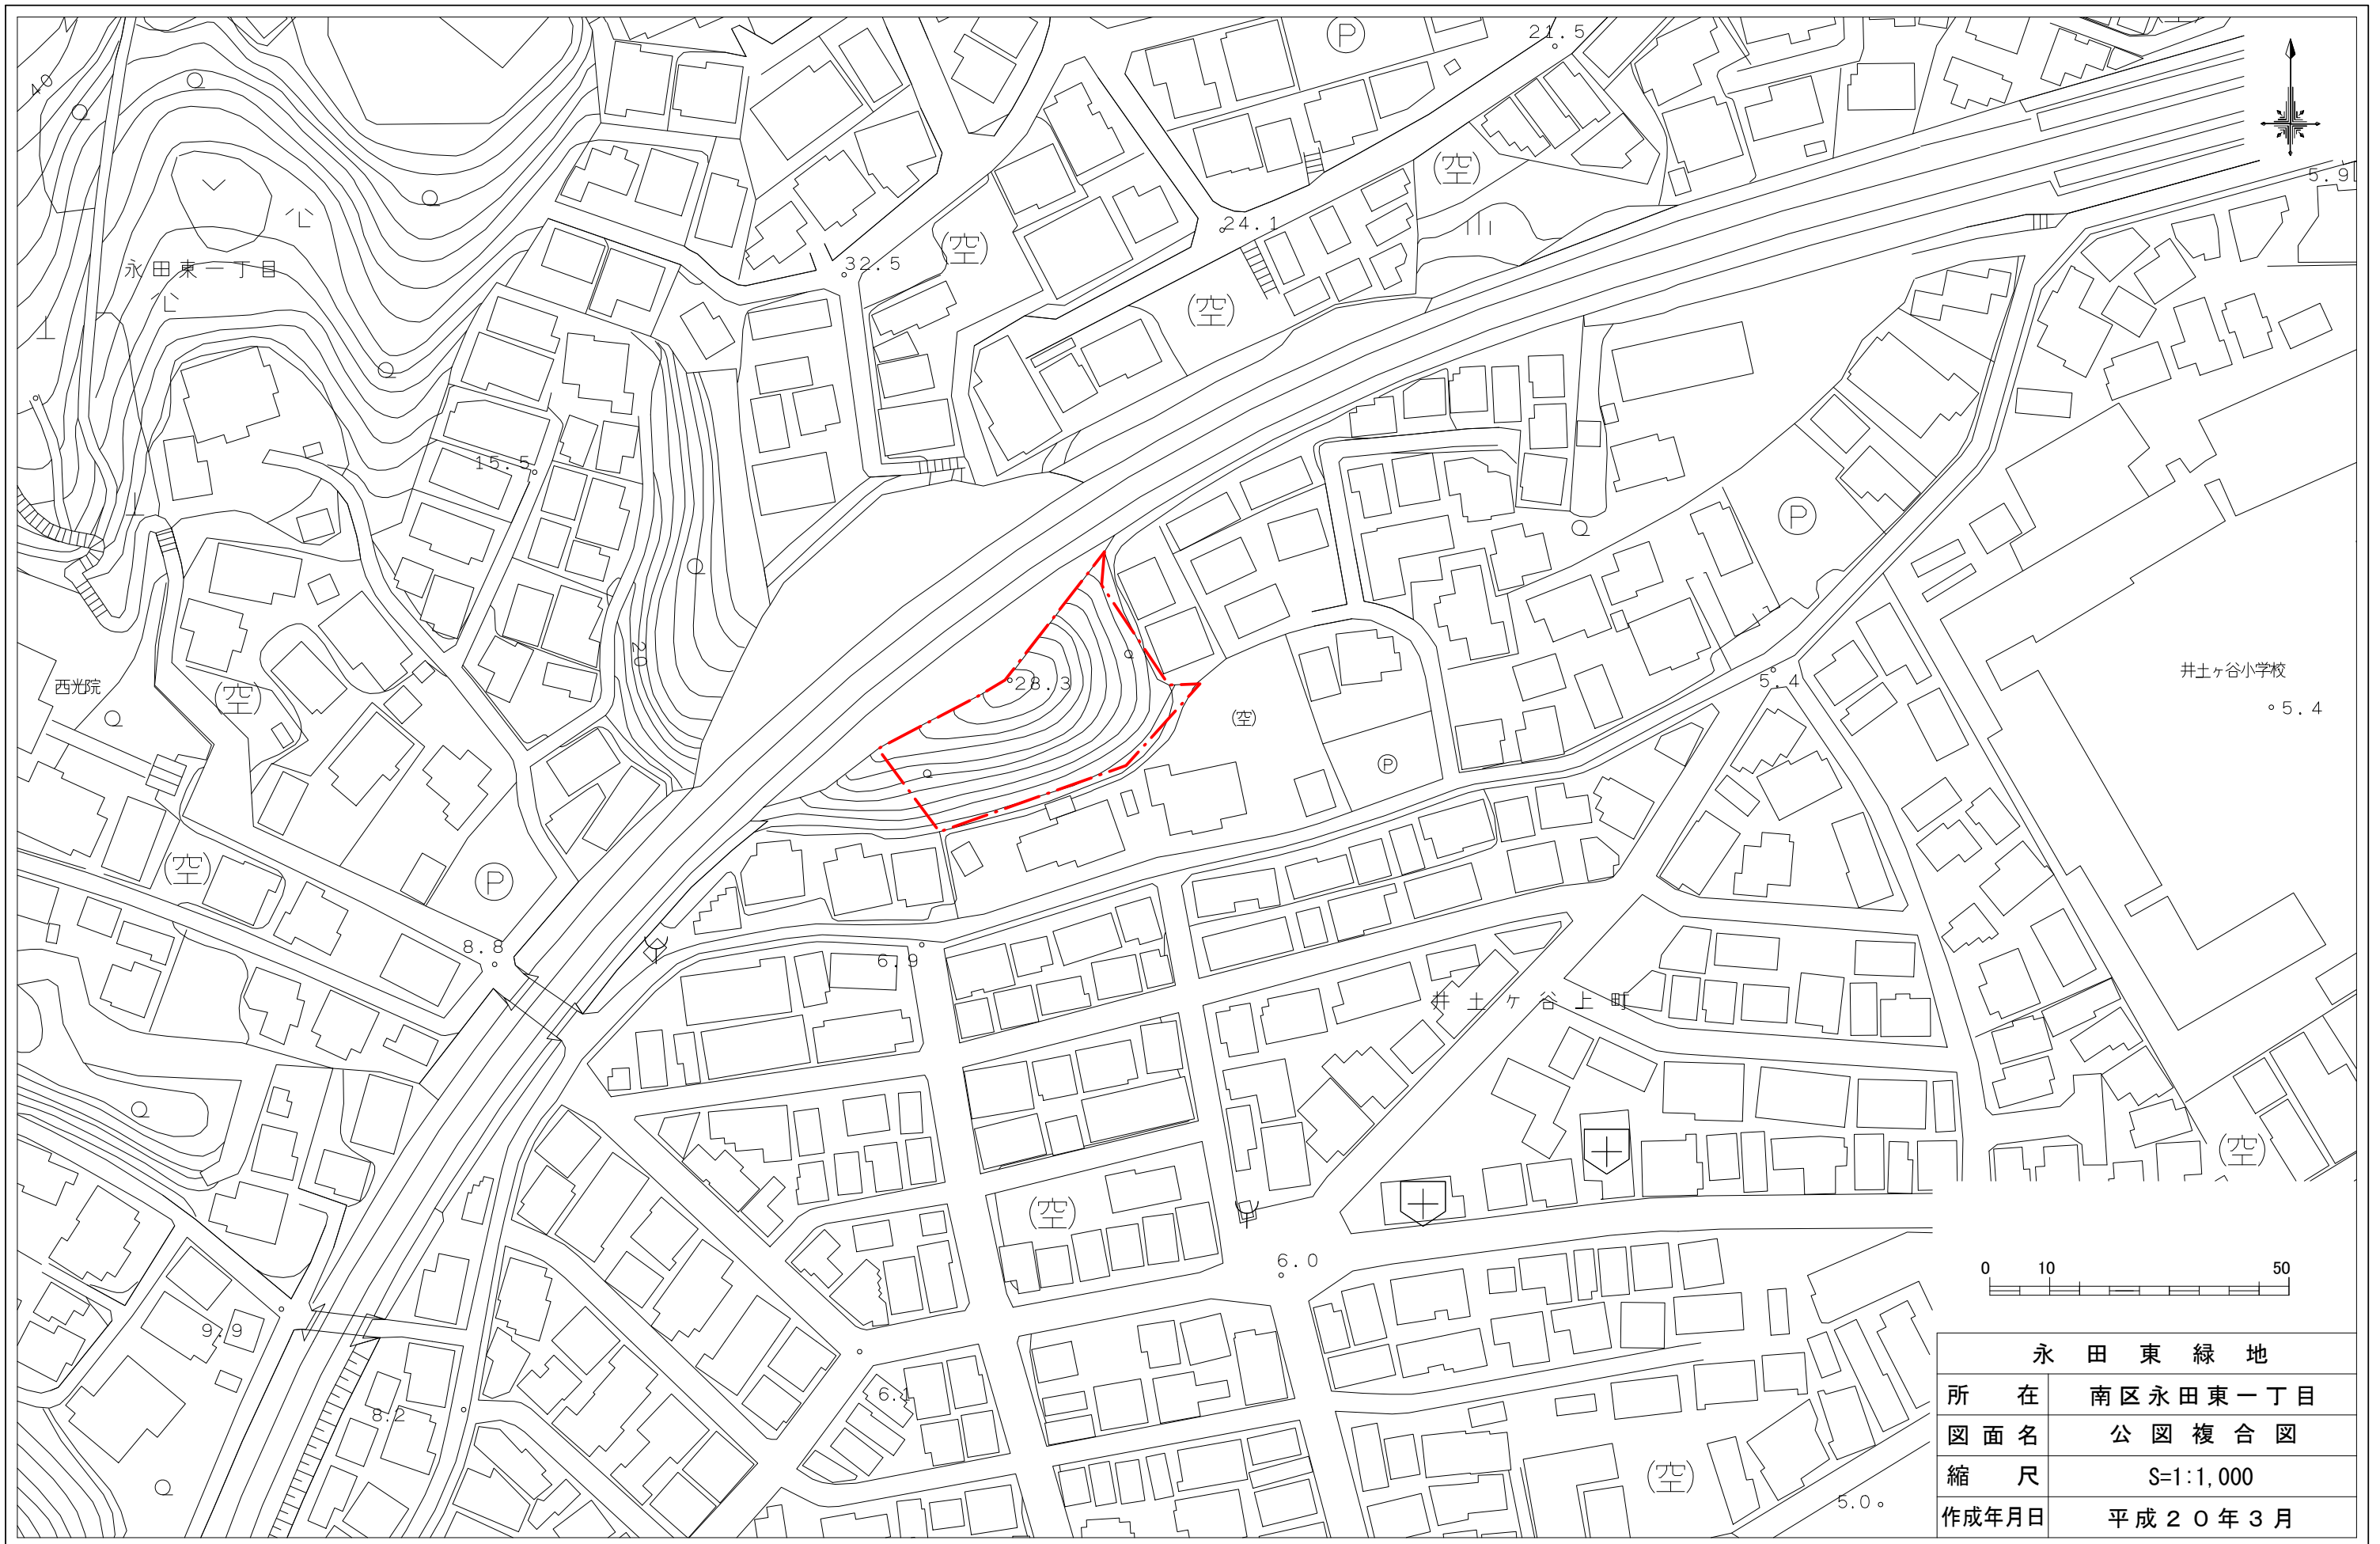 Ⓟ
21.5
(空)
5.9
24.1
(空)
永田東一丁目
32.5
(空)
15.5
Ⓟ
20
井土ヶ谷小学校
西光院
(空)
28.3
5.4
5.4
(空)
Ⓟ
(空)
Ⓟ
8.8
6.9
井土ヶ谷上町
(空)
(空)
6.0
0 10 50
9.9
8.2
6.1
(空)
5.0
永田東緑地
所在 南区永田東一丁目
図面名 公図複合図
縮尺 S=1:1,000
作成年月日 平成20年3月